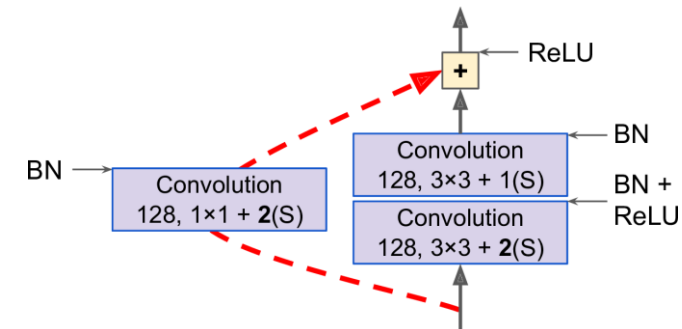 +
ReLU
BN
Convolution
128, 3×3 + 1(S)
BN
Convolution
128, 1×1 + 2(S)
BN +
ReLU
Convolution
128, 3×3 + 2(S)